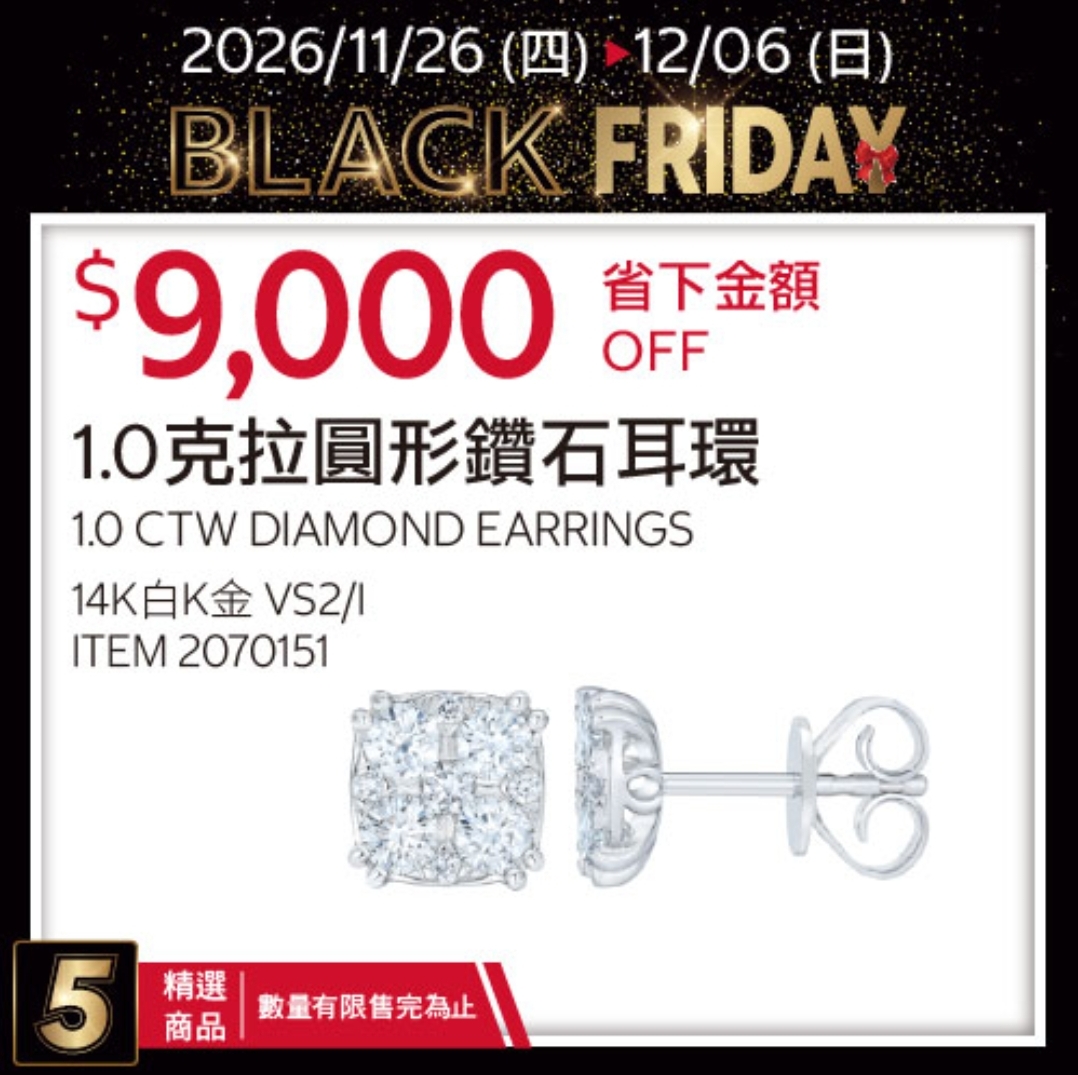 2026/11/26 (四)▶12/06 (日)
BLACK FRIDAY
$9,000 省下金額
OFF
1.0克拉圓形鑽石耳環
1.0 CTW DIAMOND EARRINGS
14K白K金 VS2/I
ITEM 2070151
5
精選
商品
數量有限售完為止